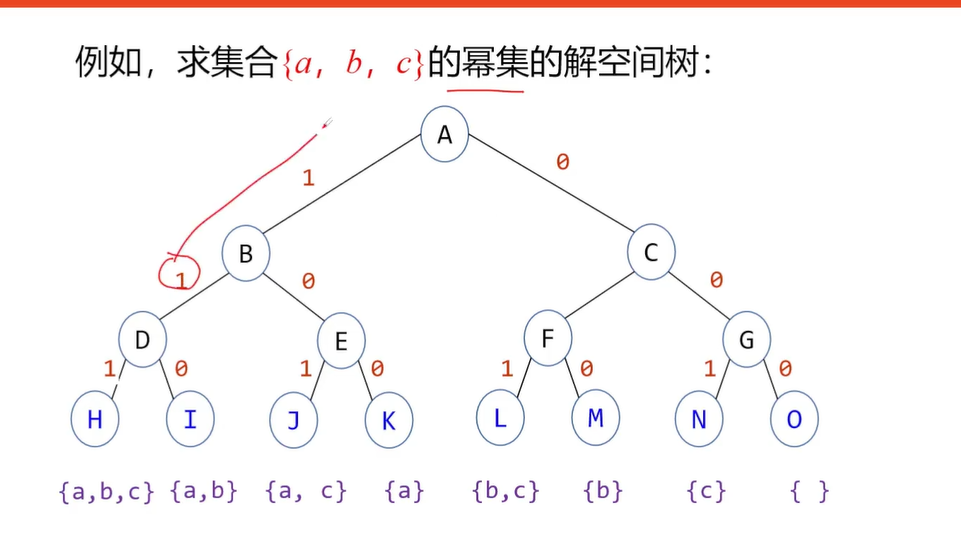 例如，求集合{a, b, c}的幂集的解空间树：
A
1 0
B C
1 0 0
D E F G
1 0 1 0 1 0 1 0
H I J K L M N O
{a,b,c} {a,b} {a, c} {a} {b,c} {b} {c} { }